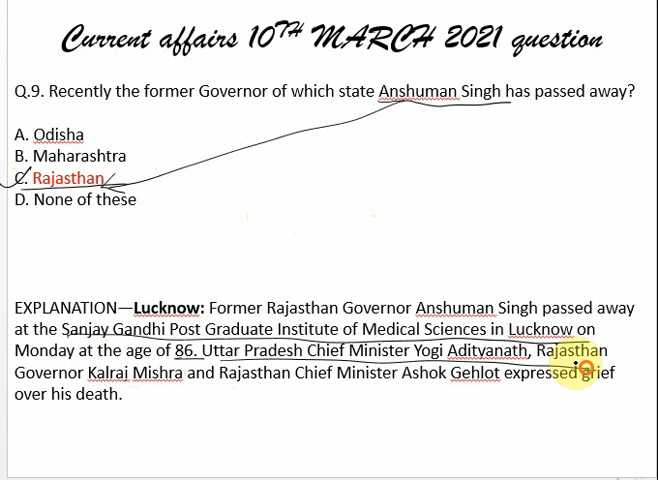 Current affairs 10TH MARCH 2021 question
Q.9. Recently the former Governor of which state Anshuman Singh has passed away?
A. Odisha
B. Maharashtra
C. Rajasthan
D. None of these
EXPLANATION—Lucknow: Former Rajasthan Governor Anshuman Singh passed away
at the Sanjay Gandhi Post Graduate Institute of Medical Sciences in Lucknow on
Monday at the age of 86. Uttar Pradesh Chief Minister Yogi Adityanath, Rajasthan
Governor Kalraj Mishra and Rajasthan Chief Minister Ashok Gehlot expressed grief
over his death.